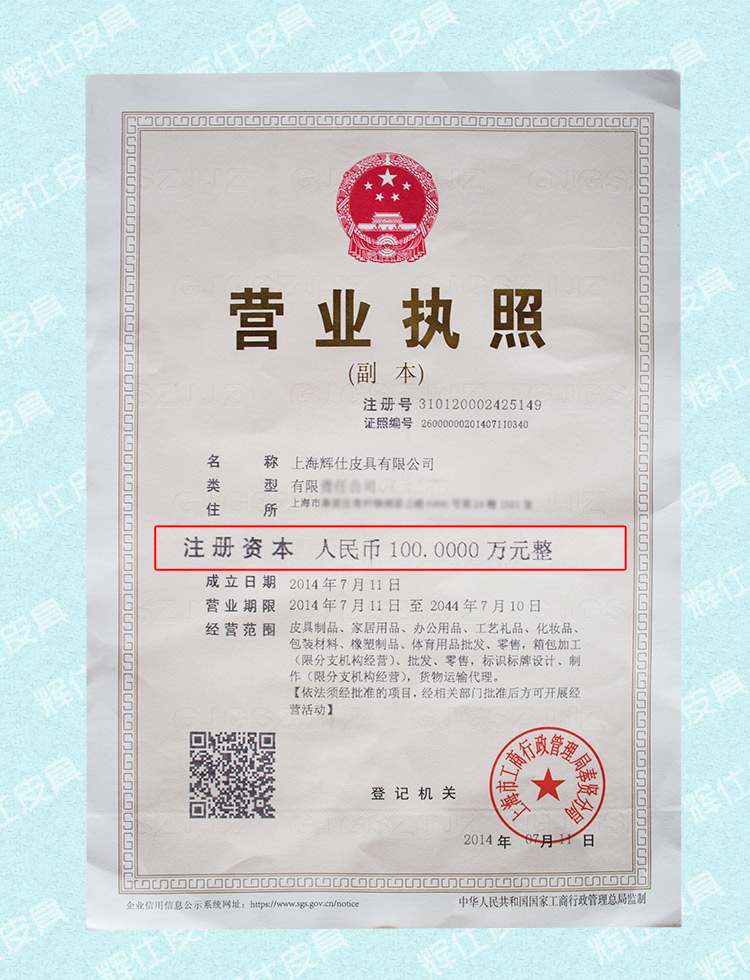 营业执照
(副 本)
注册号 310120002425149
证照编号 26000000201407110340
名 称 上海辉仕皮具有限公司
类 型 有限
住 所 上海市
注册资本 人民币 100.0000 万元整
成立日期 2014年7月11日
营业期限 2014年7月11日 至 2044年7月10日
经营范围 皮具制品、家居用品、办公用品、工艺礼品、化妆品、
包装材料、橡塑制品、体育用品批发、零售，箱包加工
（限分支机构经营）、批发、零售，标识标牌设计、制
作（限分支机构经营），货物运输代理。
【依法须经批准的项目，经相关部门批准后方可开展经
营活动】
登记机关
上海市工商行政管理局奉贤分局
2014 年 07月 11 日
企业信用信息公示系统网址：https://www.sgs.gov.cn/notice
中华人民共和国国家工商行政管理总局监制
辉仕皮具